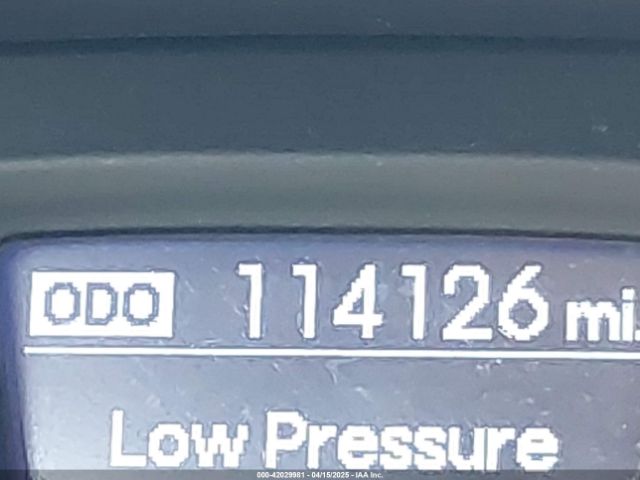 ODO 114126 mi.
Low Pressure
000-42029981 - 04/15/2025 - IAA Inc.